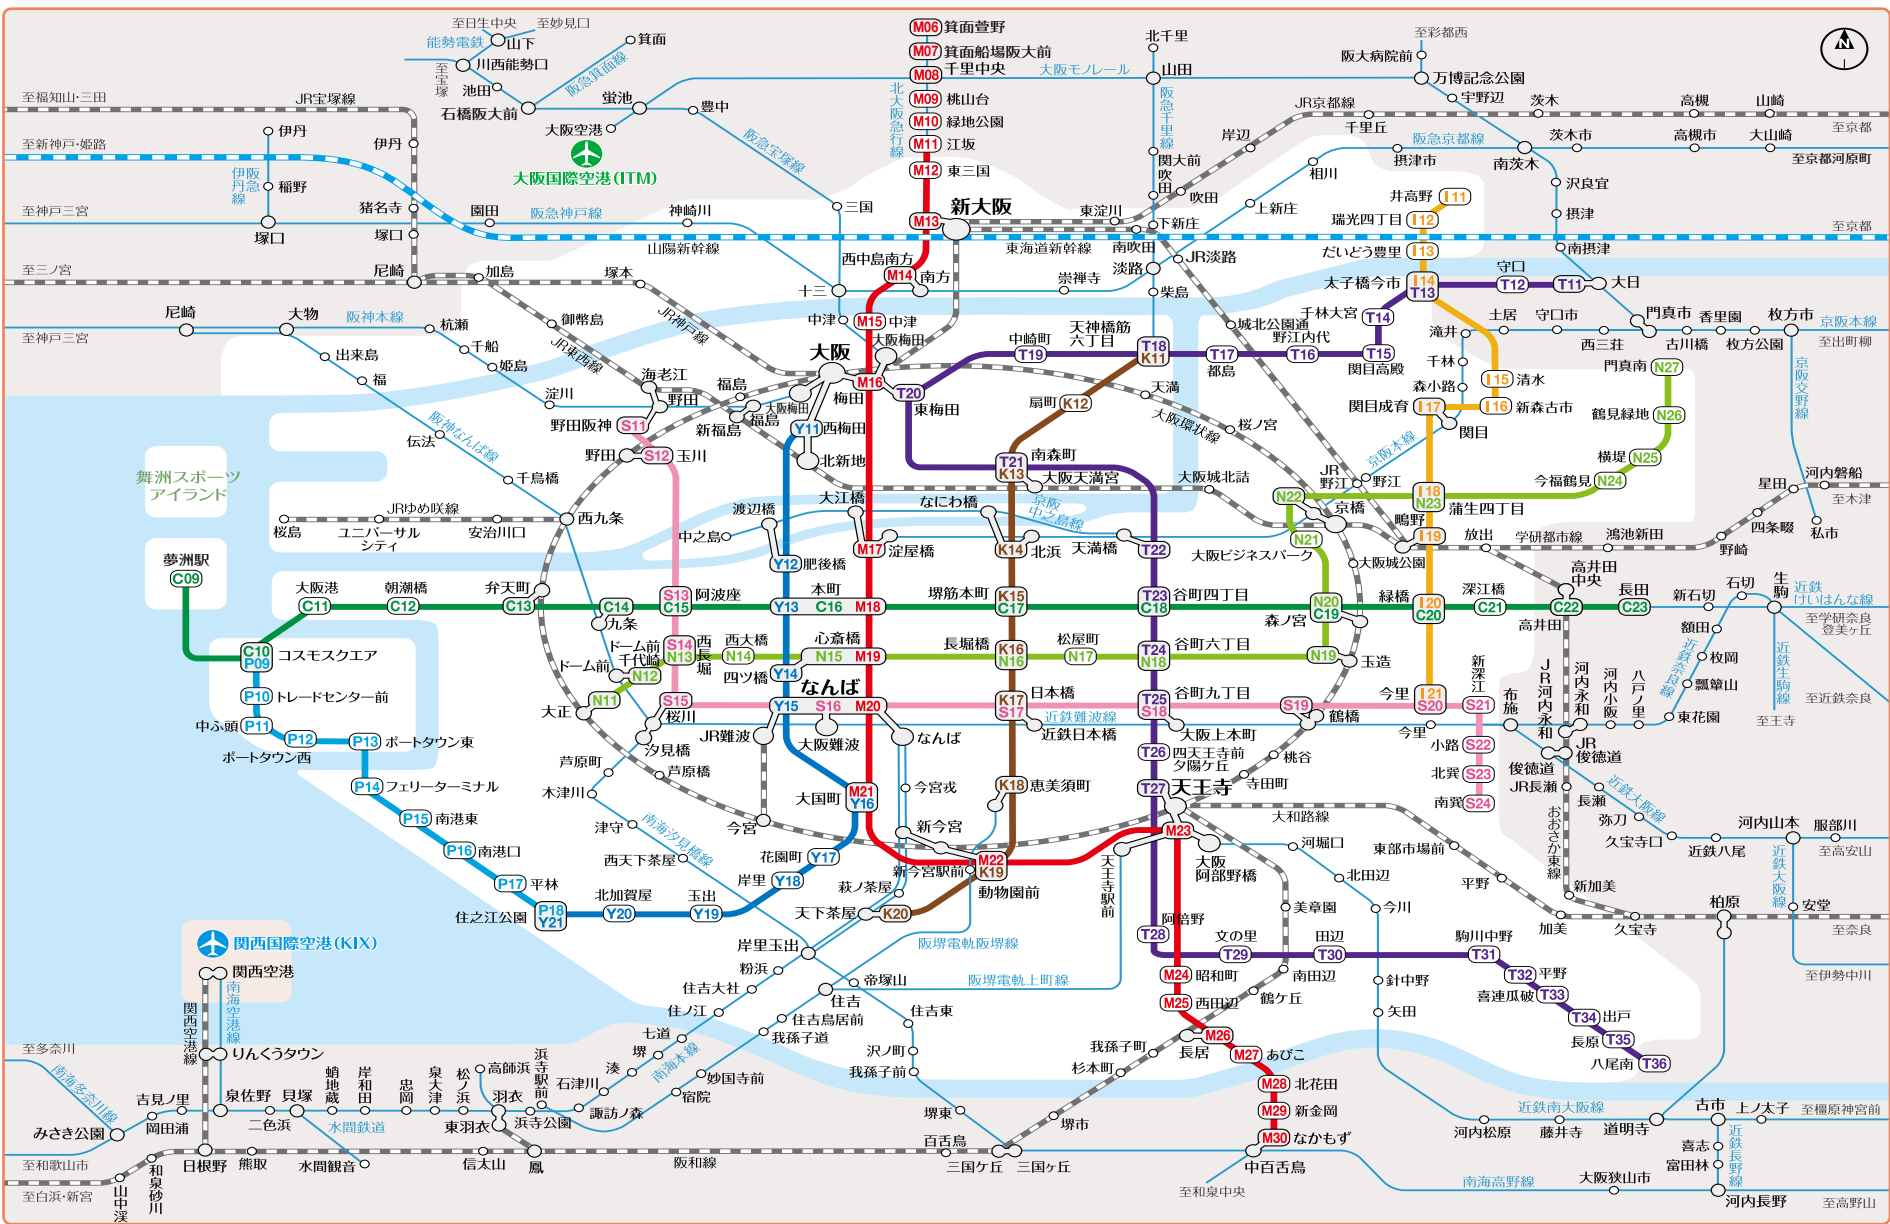 至日生中央
至妙見口
能勢電鉄
山下
箕面
至宝塚
川西能勢口
池田
阪急箕面線
石橋阪大前
蛍池
豊中
大阪空港
大阪国際空港(ITM)
阪急宝塚線
M06 箕面萱野
M07 箕面船場阪大前
M08 千里中央
M09 桃山台
M10 緑地公園
M11 江坂
M12 東三国
M13 新大阪
北大阪急行線
大阪モノレール
北千里
山田
阪急千里線
関大前
吹田
下新庄
至彩都西
阪大病院前
万博記念公園
宇野辺
JR京都線
千里丘
茨木
高槻
山崎
至京都
岸辺
吹田
東淀川
阪急京都線
摂津市
南茨木
茨木市
高槻市
大山崎
至京都河原町
相川
上新庄
沢良宜
摂津
南摂津
至京都
至福知山・三田
JR宝塚線
至新神戸・姫路
伊丹
伊丹
阪急伊丹線
稲野
塚口
猪名寺
塚口
至神戸三宮
園田
阪急神戸線
神崎川
三国
山陽新幹線
東海道新幹線
南吹田
JR淡路
淡路
崇禅寺
柴島
至三ノ宮
尼崎
加島
塚本
十三
中津
西中島南方
M14 南方
M15 中津
井高野 I11
瑞光四丁目 I12
だいどう豊里 I13
太子橋今市 I14 T13
守口 T12
T11 大日
千林大宮 T14
T15 関目高殿
野江内代 T16
城北公園通
T17 都島
天神橋筋六丁目 T18 K11
中崎町 T19
T20 東梅田
滝井
土居
守口市
西三荘
門真市
古川橋
香里園
枚方公園
枚方市
京阪本線
至出町柳
千林
森小路
関目
京阪交野線
I15 清水
I16 新森古市
関目成育 I17
門真南 N27
鶴見緑地 N26
横堤 N25
今福鶴見 N24
I18 N23 蒲生四丁目
至神戸三宮
尼崎
大物
阪神本線
杭瀬
千船
姫島
淀川
出来島
福
阪神なんば線
伝法
千鳥橋
御幣島
JR東西線
JR神戸線
海老江
野田
野田阪神 S11
福島
新福島
福島
大阪
大阪梅田
大阪梅田
M16
梅田
Y11 西梅田
北新地
野田
S12 玉川
扇町 K12
天満
大阪環状線
桜ノ宮
T21 K13 南森町
大阪天満宮
大阪城北詰
京阪本線
JR野江
野江
N22 京橋
N21 大阪ビジネスパーク
大阪城公園
鴫野 I19
放出
学研都市線
鴻池新田
野崎
四条畷
星田
河内磐船
至木津
私市
舞洲スポーツアイランド
夢洲駅 C09
桜島
JRゆめ咲線
ユニバーサルシティ
安治川口
西九条
中之島
渡辺橋
大江橋
なにわ橋
京阪中之島線
天満橋
M17 淀屋橋
K14 北浜
T22
Y12 肥後橋
大阪港 C11
朝潮橋 C12
弁天町 C13
C14 九条
S13 C15 阿波座
本町 Y13 C16 M18
堺筋本町 K15 C17
T23 C18 谷町四丁目
N20 C19 森ノ宮
緑橋 I20 C20
深江橋 C21
高井田中央
C22 高井田
長田 C23
新石切
石切
生駒
近鉄けいはんな線
至学研奈良登美ヶ丘
額田
枚岡
瓢箪山
東花園
近鉄奈良線
近鉄生駒線
至王寺
至近鉄奈良
C10 P09 コスモスクエア
P10 トレードセンター前
中ふ頭 P11
P12 ポートタウン西
P13 ポートタウン東
P14 フェリーターミナル
P15 南港東
P16 南港口
P17 平林
住之江公園 P18 Y21
ドーム前千代崎 N12
ドーム前
S14 N13 西長堀
西大橋 N14
心斎橋 N15 M19
四ツ橋 Y14
長堀橋 K16 N16
松屋町 N17
T24 N18 谷町六丁目
N19 玉造
大正 N11
S15 桜川
汐見橋
なんば Y15 S16 M20
JR難波
大阪難波
なんば
K17 S17 日本橋
近鉄日本橋
近鉄難波線
T25 S18 谷町九丁目
大阪上本町
S19 鶴橋
今里 I21 S20
新深江 S21
今里
布施
JR河内永和
河内永和
河内小阪
八戸ノ里
小路 S22
北巽 S23
南巽 S24
俊徳道
JR俊徳道
JR長瀬
長瀬
弥刀
久宝寺口
近鉄大阪線
近鉄八尾
河内山本
服部川
至高安山
おおさか東線
新加美
近鉄大阪線
安堂
至伊勢中川
芦原町
芦原橋
木津川
津守
西天下茶屋
南海汐見橋線
今宮
大国町 M21 Y16
今宮戎
新今宮
新今宮駅前
萩ノ茶屋
K18 恵美須町
M22 K19 動物園前
天下茶屋 K20
花園町 Y17
岸里 Y18
玉出 Y19
北加賀屋 Y20
T26 四天王寺前夕陽ケ丘
桃谷
寺田町
T27 天王寺
M23
天王寺駅前
大阪阿部野橋
大和路線
東部市場前
平野
加美
久宝寺
柏原
至奈良
河堀口
北田辺
今川
針中野
矢田
美章園
南田辺
鶴ケ丘
阿倍野 T28
文の里 T29
田辺 T30
駒川中野 T31
T32 平野
喜連瓜破 T33
T34 出戸
長原 T35
八尾南 T36
M24 昭和町
M25 西田辺
M26 長居
M27 あびこ
M28 北花田
M29 新金岡
M30 なかもず
中百舌鳥
至和泉中央
関西国際空港(KIX)
関西空港
関西空港線
南海空港線
りんくうタウン
岸里玉出
粉浜
住吉大社
住ノ江
七道
堺
湊
石津川
諏訪ノ森
浜寺公園
浜寺駅前
南海本線
阪堺電軌阪堺線
阪堺電軌上町線
帝塚山
住吉
住吉東
住吉鳥居前
我孫子道
沢ノ町
我孫子前
妙国寺前
宿院
我孫子町
杉本町
堺東
堺市
三国ヶ丘
三国ケ丘
百舌鳥
至多奈川
南海多奈川線
みさき公園
吉見ノ里
岡田浦
泉佐野
二色浜
貝塚
蛸地蔵
岸和田
忠岡
泉大津
松ノ浜
高師浜
羽衣
東羽衣
水間鉄道
水間観音
至和歌山市
至白浜・新宮
山中渓
和泉砂川
日根野
熊取
信太山
鳳
阪和線
近鉄南大阪線
河内松原
藤井寺
道明寺
古市
上ノ太子
至橿原神宮前
喜志
富田林
近鉄長野線
河内長野
南海高野線
大阪狭山市
至高野山
N